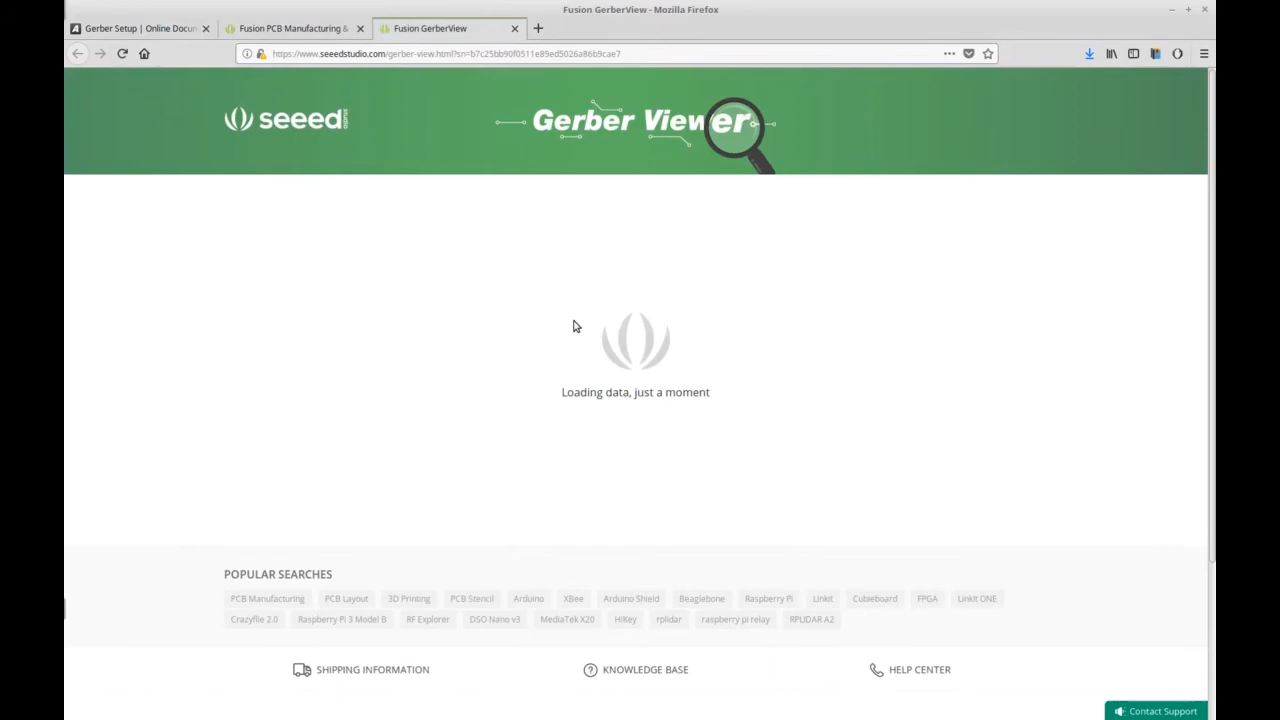 Fusion GerberView - Mozilla Firefox
Gerber Setup | Online Docum
Fusion PCB Manufacturing &
Fusion GerberView
https://www.seeedstudio.com/gerber-view.html?sn=b7c25bb90f0511e89ed5026a86b9cae7
seeed studio
Gerber Viewer
Loading data, just a moment
POPULAR SEARCHES
PCB Manufacturing PCB Layout 3D Printing PCB Stencil Arduino XBee Arduino Shield Beaglebone Raspberry Pi Linkit Cubieboard FPGA LinkIt ONE
Crazyflie 2.0 Raspberry Pi 3 Model B RF Explorer DSO Nano v3 MediaTek X20 HiKey rplidar raspberry pi relay RPLIDAR A2
SHIPPING INFORMATION KNOWLEDGE BASE HELP CENTER
Contact Support